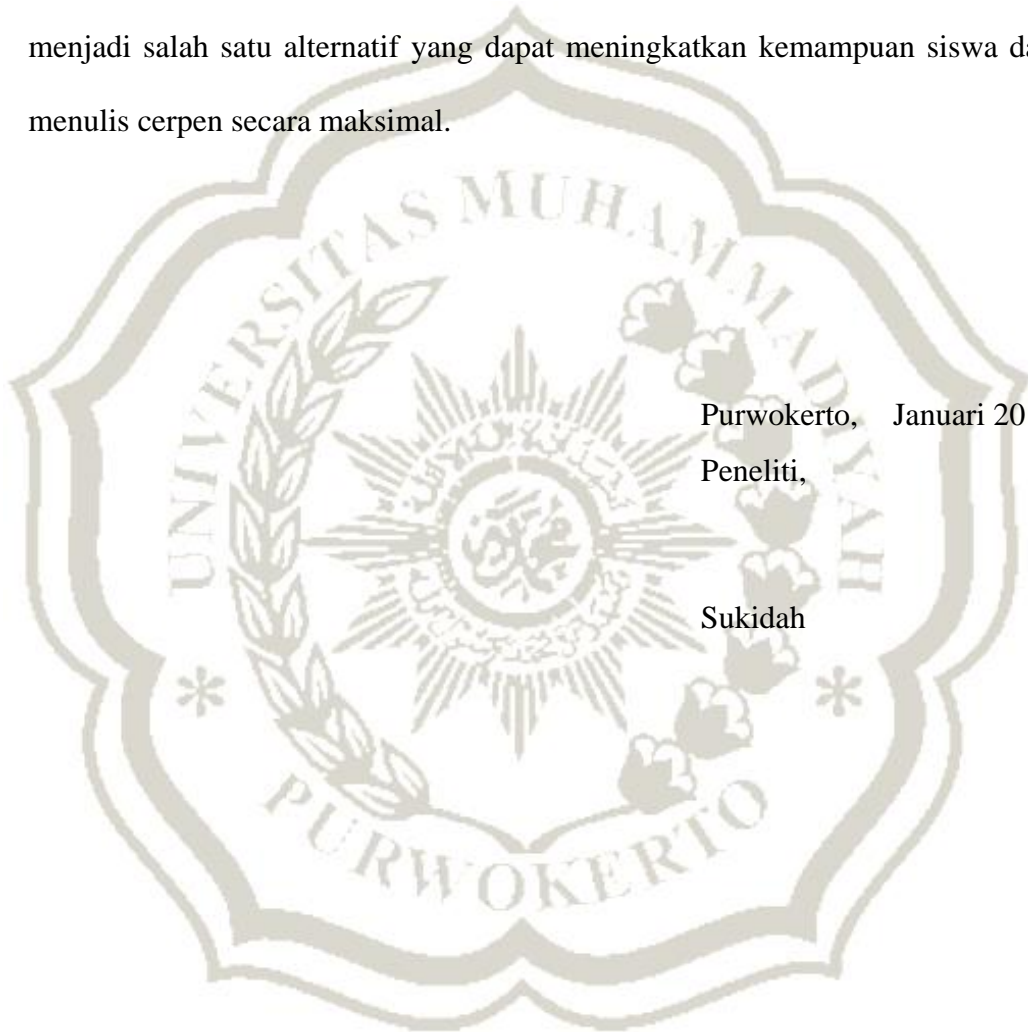 menjadi salah satu alternatif yang dapat meningkatkan kemampuan siswa da
menulis cerpen secara maksimal.
UNIVERSITAS MUHAMMADIYAH
Purwokerto, Januari 20
Peneliti,
Sukidah
PURWOKERTO